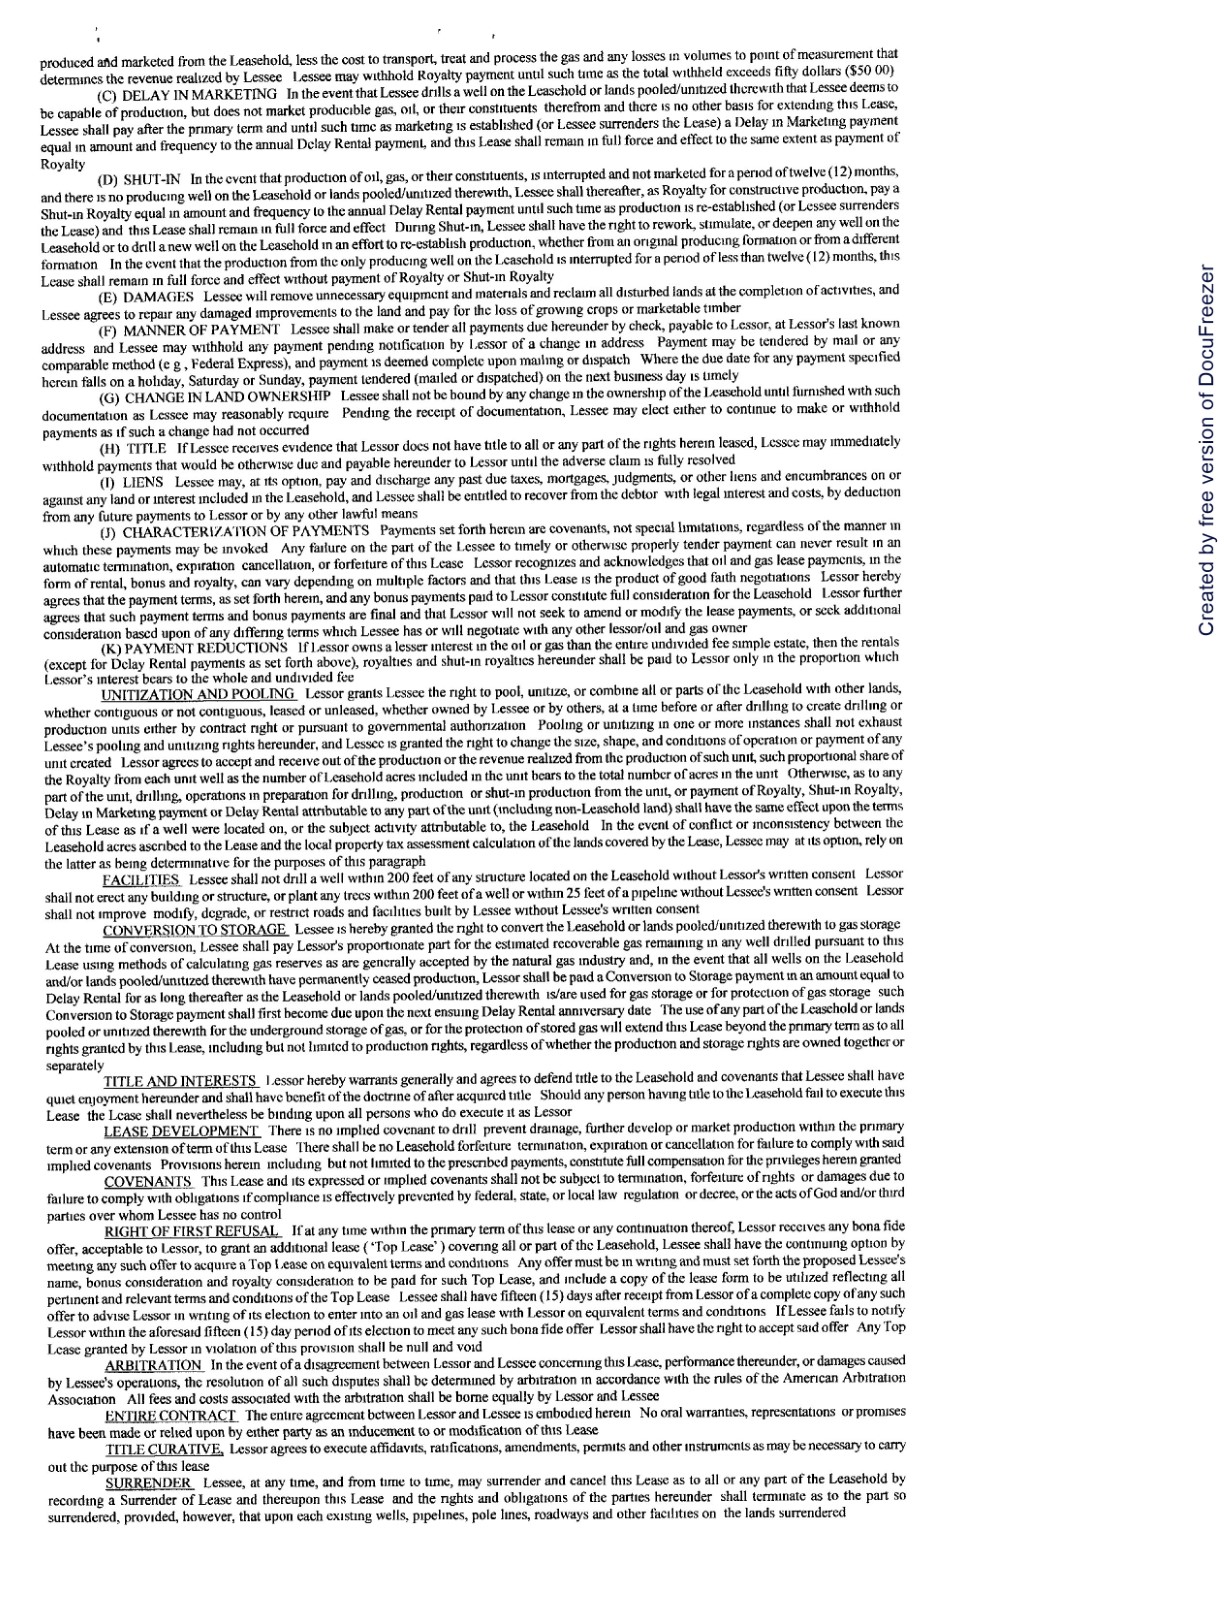 produced and marketed from the Leasehold, less the cost to transport, treat and process the gas and any losses in volumes to point of measurement that
determines the revenue realized by Lessee Lessee may withhold Royalty payment until such time as the total withheld exceeds fifty dollars ($50 00)
(C) DELAY IN MARKETING In the event that Lessee drills a well on the Leasehold or lands pooled/unitized therewith that Lessee deems to
be capable of production, but does not market producible gas, oil, or their constituents therefrom and there is no other basis for extending this Lease,
Lessee shall pay after the primary term and until such time as marketing is established (or Lessee surrenders the Lease) a Delay in Marketing payment
equal in amount and frequency to the annual Delay Rental payment, and this Lease shall remain in full force and effect to the same extent as payment of
Royalty
(D) SHUT-IN In the event that production of oil, gas, or their constituents, is interrupted and not marketed for a period of twelve (12) months,
and there is no producing well on the Leasehold or lands pooled/unitized therewith, Lessee shall thereafter, as Royalty for constructive production, pay a
Shut-in Royalty equal in amount and frequency to the annual Delay Rental payment until such time as production is re-established (or Lessee surrenders
the Lease) and this Lease shall remain in full force and effect During Shut-in, Lessee shall have the right to rework, stimulate, or deepen any well on the
Leasehold or to drill a new well on the Leasehold in an effort to re-establish production, whether from an original producing formation or from a different
formation In the event that the production from the only producing well on the Leasehold is interrupted for a period of less than twelve (12) months, this
Lease shall remain in full force and effect without payment of Royalty or Shut-in Royalty
(E) DAMAGES Lessee will remove unnecessary equipment and materials and reclaim all disturbed lands at the completion of activities, and
Lessee agrees to repair any damaged improvements to the land and pay for the loss of growing crops or marketable timber
(F) MANNER OF PAYMENT Lessee shall make or tender all payments due hereunder by check, payable to Lessor, at Lessor's last known
address and Lessee may withhold any payment pending notification by Lessor of a change in address Payment may be tendered by mail or any
comparable method (e g , Federal Express), and payment is deemed complete upon mailing or dispatch Where the due date for any payment specified
herein falls on a holiday, Saturday or Sunday, payment tendered (mailed or dispatched) on the next business day is timely
(G) CHANGE IN LAND OWNERSHIP Lessee shall not be bound by any change in the ownership of the Leasehold until furnished with such
documentation as Lessee may reasonably require Pending the receipt of documentation, Lessee may elect either to continue to make or withhold
payments as if such a change had not occurred
(H) TITLE If Lessee receives evidence that Lessor does not have title to all or any part of the rights herein leased, Lessee may immediately
withhold payments that would be otherwise due and payable hereunder to Lessor until the adverse claim is fully resolved
(I) LIENS Lessee may, at its option, pay and discharge any past due taxes, mortgages, judgments, or other liens and encumbrances on or
against any land or interest included in the Leasehold, and Lessee shall be entitled to recover from the debtor with legal interest and costs, by deduction
from any future payments to Lessor or by any other lawful means
(J) CHARACTERIZATION OF PAYMENTS Payments set forth herein are covenants, not special limitations, regardless of the manner in
which these payments may be invoked Any failure on the part of the Lessee to timely or otherwise properly tender payment can never result in an
automatic termination, expiration cancellation, or forfeiture of this Lease Lessor recognizes and acknowledges that oil and gas lease payments, in the
form of rental, bonus and royalty, can vary depending on multiple factors and that this Lease is the product of good faith negotiations Lessor hereby
agrees that the payment terms, as set forth herein, and any bonus payments paid to Lessor constitute full consideration for the Leasehold Lessor further
agrees that such payment terms and bonus payments are final and that Lessor will not seek to amend or modify the lease payments, or seek additional
consideration based upon of any differing terms which Lessee has or will negotiate with any other lessor/oil and gas owner
(K) PAYMENT REDUCTIONS If Lessor owns a lesser interest in the oil or gas than the entire undivided fee simple estate, then the rentals
(except for Delay Rental payments as set forth above), royalties and shut-in royalties hereunder shall be paid to Lessor only in the proportion which
Lessor's interest bears to the whole and undivided fee
UNITIZATION AND POOLING Lessor grants Lessee the right to pool, unitize, or combine all or parts of the Leasehold with other lands,
whether contiguous or not contiguous, leased or unleased, whether owned by Lessee or by others, at a time before or after drilling to create drilling or
production units either by contract right or pursuant to governmental authorization Pooling or unitizing in one or more instances shall not exhaust
Lessee's pooling and unitizing rights hereunder, and Lessee is granted the right to change the size, shape, and conditions of operation or payment of any
unit created Lessor agrees to accept and receive out of the production or the revenue realized from the production of such unit, such proportional share of
the Royalty from each unit well as the number of Leasehold acres included in the unit bears to the total number of acres in the unit Otherwise, as to any
part of the unit, drilling, operations in preparation for drilling, production or shut-in production from the unit, or payment of Royalty, Shut-in Royalty,
Delay in Marketing payment or Delay Rental attributable to any part of the unit (including non-Leasehold land) shall have the same effect upon the terms
of this Lease as if a well were located on, or the subject activity attributable to, the Leasehold In the event of conflict or inconsistency between the
Leasehold acres ascribed to the Lease and the local property tax assessment calculation of the lands covered by the Lease, Lessee may at its option, rely on
the latter as being determinative for the purposes of this paragraph
FACILITIES Lessee shall not drill a well within 200 feet of any structure located on the Leasehold without Lessor's written consent Lessor
shall not erect any building or structure, or plant any trees within 200 feet of a well or within 25 feet of a pipeline without Lessee's written consent Lessor
shall not improve modify, degrade, or restrict roads and facilities built by Lessee without Lessee's written consent
CONVERSION TO STORAGE Lessee is hereby granted the right to convert the Leasehold or lands pooled/unitized therewith to gas storage
At the time of conversion, Lessee shall pay Lessor's proportionate part for the estimated recoverable gas remaining in any well drilled pursuant to this
Lease using methods of calculating gas reserves as are generally accepted by the natural gas industry and, in the event that all wells on the Leasehold
and/or lands pooled/unitized therewith have permanently ceased production, Lessor shall be paid a Conversion to Storage payment in an amount equal to
Delay Rental for as long thereafter as the Leasehold or lands pooled/unitized therewith is/are used for gas storage or for protection of gas storage such
Conversion to Storage payment shall first become due upon the next ensuing Delay Rental anniversary date The use of any part of the Leasehold or lands
pooled or unitized therewith for the underground storage of gas, or for the protection of stored gas will extend this Lease beyond the primary term as to all
rights granted by this Lease, including but not limited to production rights, regardless of whether the production and storage rights are owned together or
separately
TITLE AND INTERESTS Lessor hereby warrants generally and agrees to defend title to the Leasehold and covenants that Lessee shall have
quiet enjoyment hereunder and shall have benefit of the doctrine of after acquired title Should any person having title to the Leasehold fail to execute this
Lease the Lease shall nevertheless be binding upon all persons who do execute it as Lessor
LEASE DEVELOPMENT There is no implied covenant to drill prevent drainage, further develop or market production within the primary
term or any extension of term of this Lease There shall be no Leasehold forfeiture termination, expiration or cancellation for failure to comply with said
implied covenants Provisions herein including but not limited to the prescribed payments, constitute full compensation for the privileges herein granted
COVENANTS This Lease and its expressed or implied covenants shall not be subject to termination, forfeiture of rights or damages due to
failure to comply with obligations if compliance is effectively prevented by federal, state, or local law regulation or decree, or the acts of God and/or third
parties over whom Lessee has no control
RIGHT OF FIRST REFUSAL If at any time within the primary term of this lease or any continuation thereof, Lessor receives any bona fide
offer, acceptable to Lessor, to grant an additional lease ( 'Top Lease' ) covering all or part of the Leasehold, Lessee shall have the continuing option by
meeting any such offer to acquire a Top Lease on equivalent terms and conditions Any offer must be in writing and must set forth the proposed Lessee's
name, bonus consideration and royalty consideration to be paid for such Top Lease, and include a copy of the lease form to be utilized reflecting all
pertinent and relevant terms and conditions of the Top Lease Lessee shall have fifteen (15) days after receipt from Lessor of a complete copy of any such
offer to advise Lessor in writing of its election to enter into an oil and gas lease with Lessor on equivalent terms and conditions If Lessee fails to notify
Lessor within the aforesaid fifteen (15) day period of its election to meet any such bona fide offer Lessor shall have the right to accept said offer Any Top
Lease granted by Lessor in violation of this provision shall be null and void
ARBITRATION In the event of a disagreement between Lessor and Lessee concerning this Lease, performance thereunder, or damages caused
by Lessee's operations, the resolution of all such disputes shall be determined by arbitration in accordance with the rules of the American Arbitration
Association All fees and costs associated with the arbitration shall be borne equally by Lessor and Lessee
ENTIRE CONTRACT The entire agreement between Lessor and Lessee is embodied herein No oral warranties, representations or promises
have been made or relied upon by either party as an inducement to or modification of this Lease
TITLE CURATIVE, Lessor agrees to execute affidavits, ratifications, amendments, permits and other instruments as may be necessary to carry
out the purpose of this lease
SURRENDER Lessee, at any time, and from time to time, may surrender and cancel this Lease as to all or any part of the Leasehold by
recording a Surrender of Lease and thereupon this Lease and the rights and obligations of the parties hereunder shall terminate as to the part so
surrendered, provided, however, that upon each existing wells, pipelines, pole lines, roadways and other facilities on the lands surrendered
Created by free version of DocuFreezer